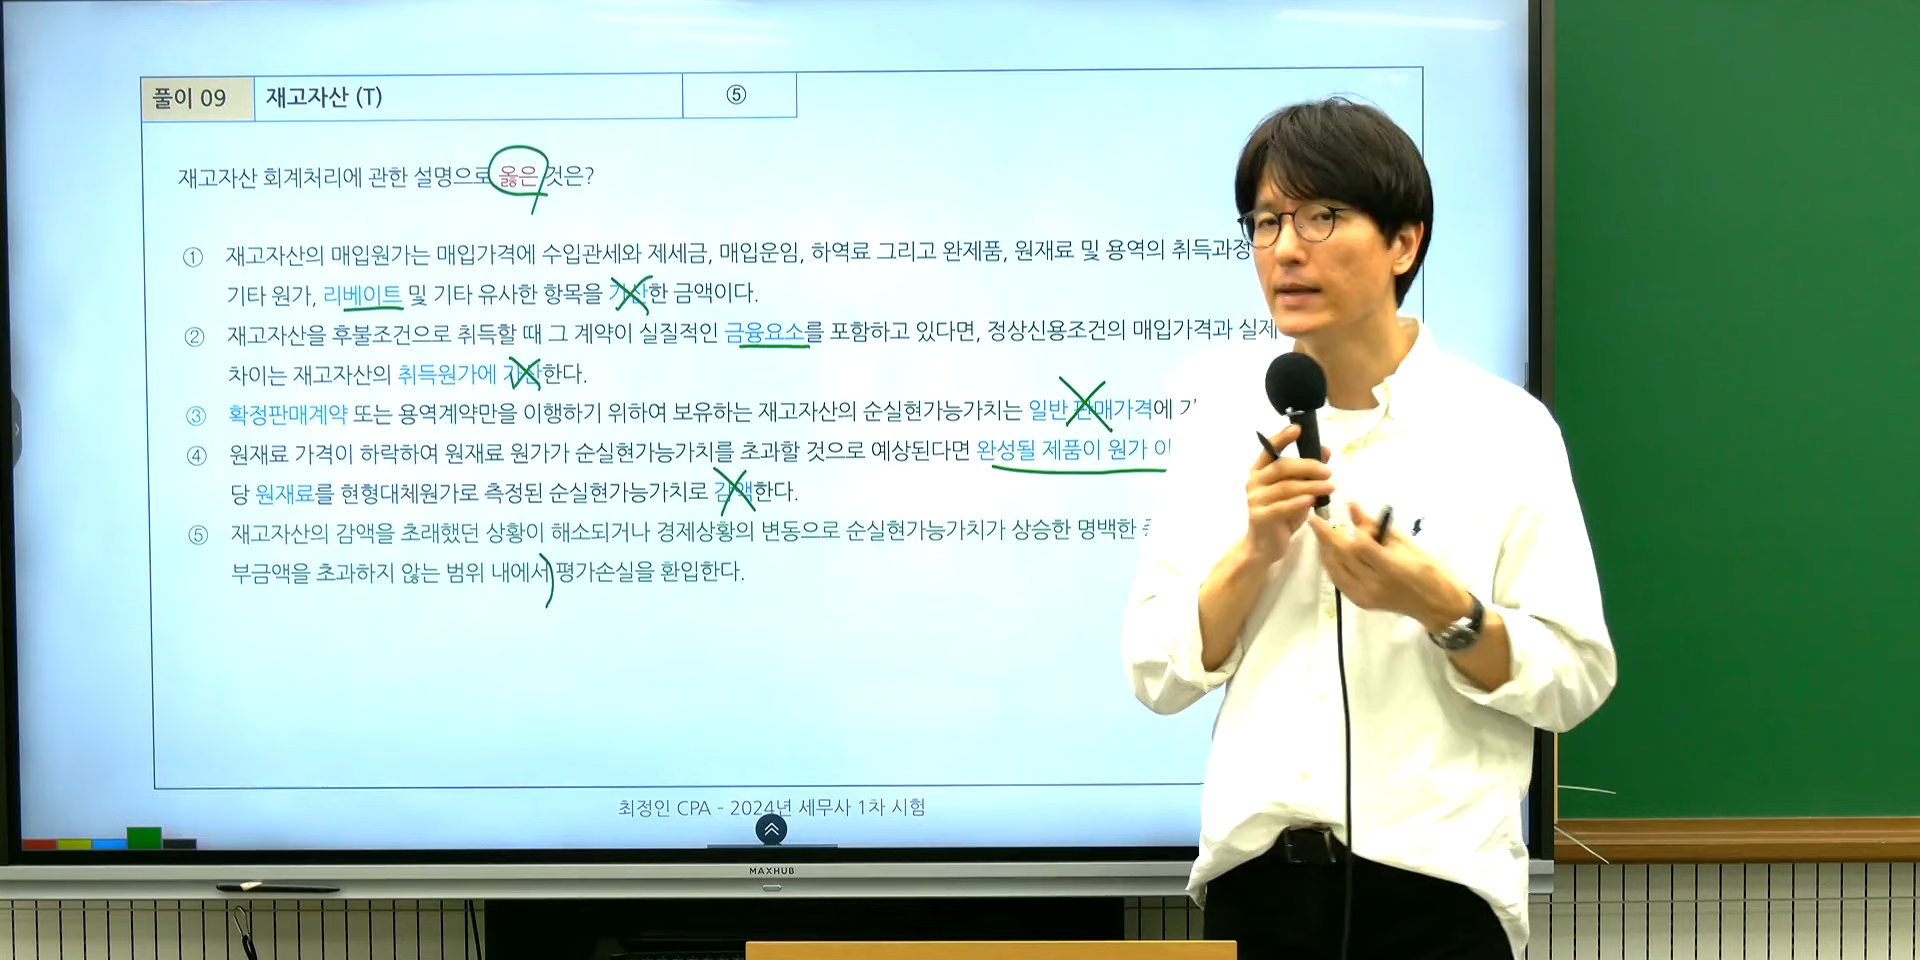 풀이 09 재고자산 (T) ⑤
재고자산 회계처리에 관한 설명으로 옳은 것은?
① 재고자산의 매입원가는 매입가격에 수입관세와 제세금, 매입운임, 하역료 그리고 완제품, 원재료 및 용역의 취득과정
기타 원가, 리베이트 및 기타 유사한 항목을 가산한 금액이다.
② 재고자산을 후불조건으로 취득할 때 그 계약이 실질적인 금융요소를 포함하고 있다면, 정상신용조건의 매입가격과 실제
차이는 재고자산의 취득원가에 가산한다.
③ 확정판매계약 또는 용역계약만을 이행하기 위하여 보유하는 재고자산의 순실현가능가치는 일반 판매가격에
④ 원재료 가격이 하락하여 원재료 원가가 순실현가능가치를 초과할 것으로 예상된다면 완성될 제품이 원가 이
당 원재료를 현형대체원가로 측정된 순실현가능가치로 감액한다.
⑤ 재고자산의 감액을 초래했던 상황이 해소되거나 경제상황의 변동으로 순실현가능가치가 상승한 명백한
부금액을 초과하지 않는 범위 내에서 평가손실을 환입한다.
최정인 CPA - 2024년 세무사 1차 시험
MAXHUB